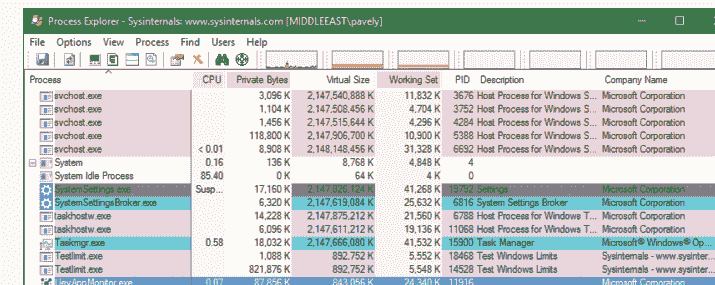 Process Explorer - Sysinternals: www.sysinternals.com [MIDDLEEAST\pavely]
File Options View Process Find Users Help
Process CPU Private Bytes Virtual Size Working Set PID Description Company Name
svchost.exe 3,096 K 2,147,540,888 K 11,832 K 3676 Host Process for Windows S... Microsoft Corporation
svchost.exe 1,104 K 2,147,508,456 K 4,704 K 3752 Host Process for Windows S... Microsoft Corporation
svchost.exe 1,456 K 2,147,515,644 K 4,296 K 4284 Host Process for Windows S... Microsoft Corporation
svchost.exe 118,800 K 2,147,906,700 K 10,900 K 5388 Host Process for Windows S... Microsoft Corporation
svchost.exe < 0.01 8,908 K 2,148,148,456 K 31,328 K 6692 Host Process for Windows S... Microsoft Corporation
System 0.16 136 K 8,768 K 4,848 K 4
System Idle Process 85.40 0 K 64 K 4 K 0
SystemSettings.exe Susp... 17,160 K 2,147,826,124 K 41,268 K 19752 Settings Microsoft Corporation
SystemSettingsBroker.exe 6,320 K 2,147,619,084 K 25,632 K 6816 System Settings Broker Microsoft Corporation
taskhostw.exe 14,228 K 2,147,875,212 K 21,560 K 6788 Host Process for Windows T... Microsoft Corporation
taskhostw.exe 6,096 K 2,147,611,212 K 19,136 K 11068 Host Process for Windows T... Microsoft Corporation
Taskmgr.exe 0.58 18,032 K 2,147,666,080 K 41,532 K 15900 Task Manager Microsoft® Windows® Op...
Testlimit.exe 1,088 K 892,752 K 5,552 K 18468 Test Windows Limits Sysinternals - www.sysinter...
Testlimit.exe 821,876 K 892,752 K 5,548 K 14528 Test Windows Limits Sysinternals - www.sysinter...
0.07 87,856 K 843,056 K 24,340 K 11916